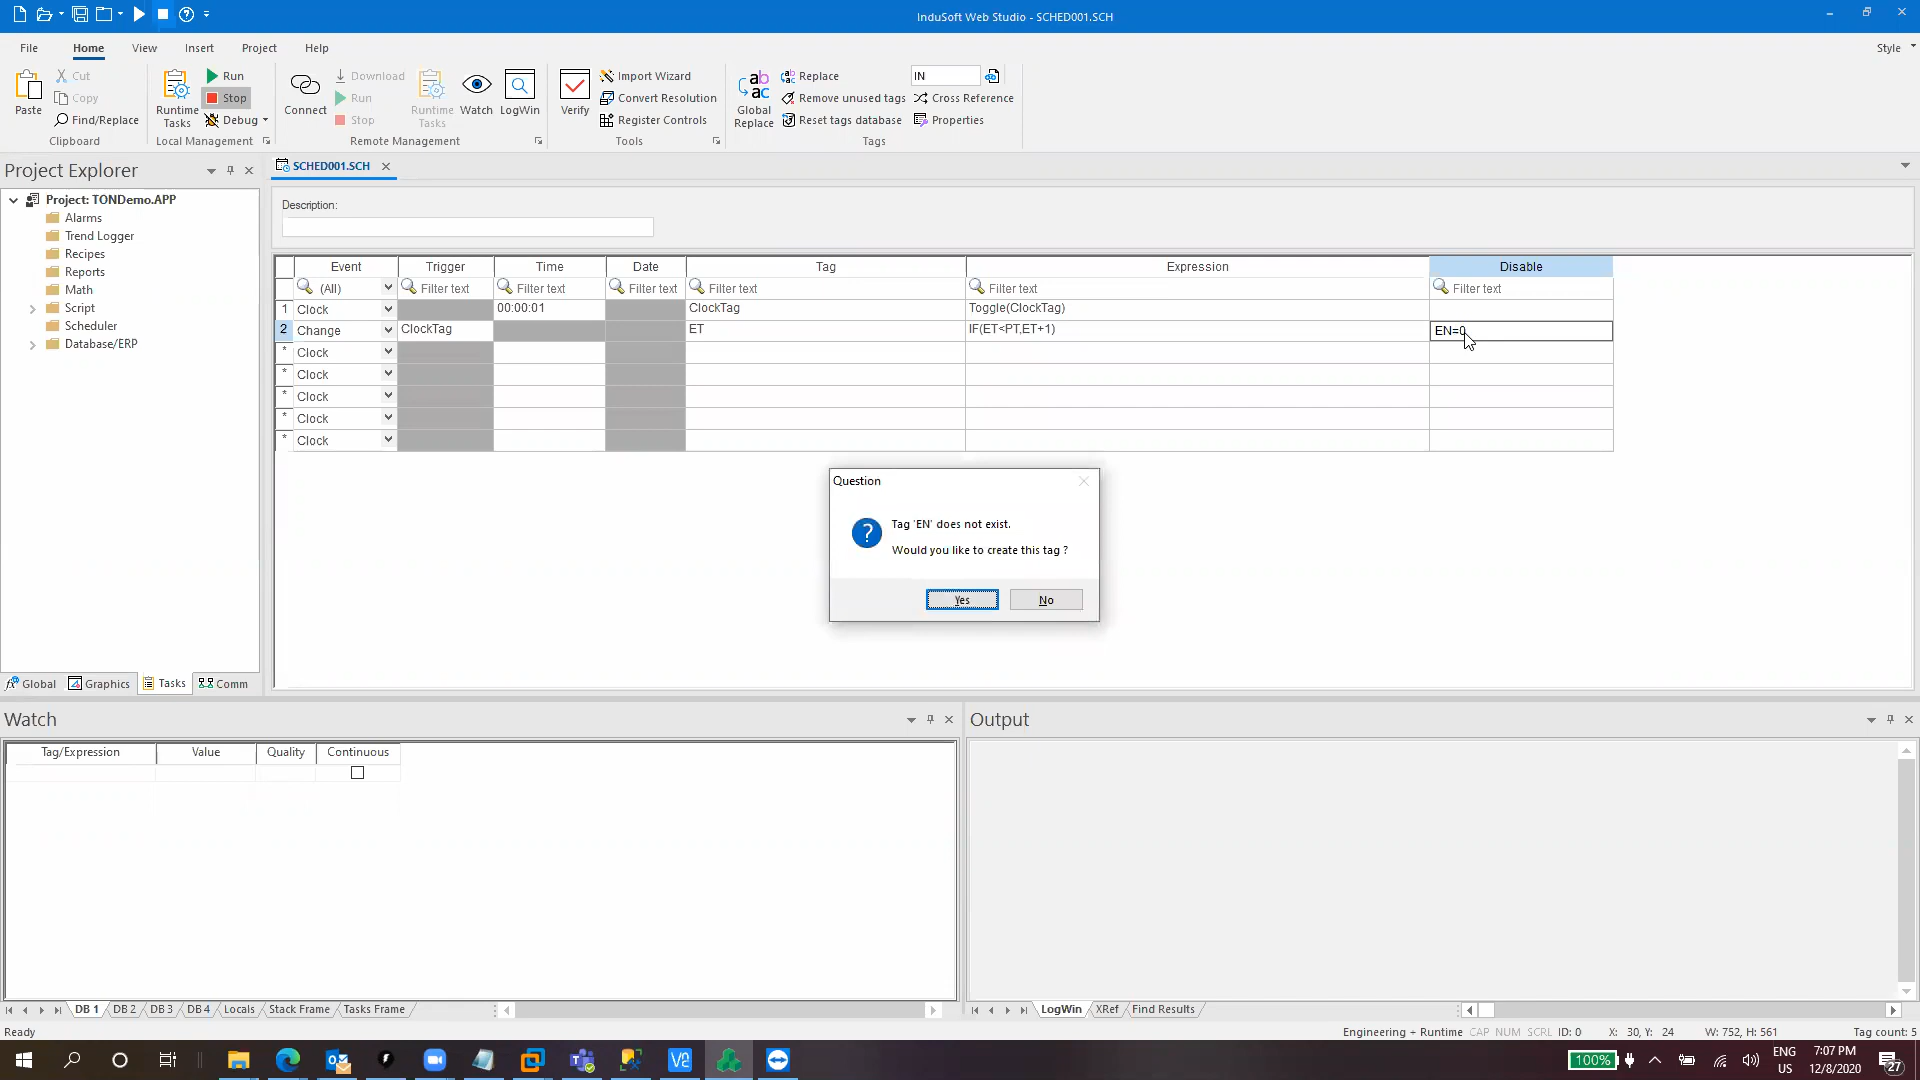 InduSoft Web Studio - SCHED001.SCH
File Home View Insert Project Help Style
Paste Cut Copy Find/Replace Clipboard
Runtime Tasks Run Stop Debug Local Management
Connect Download Run Stop Runtime Tasks Watch LogWin Remote Management
Verify Import Wizard Convert Resolution Register Controls Tools
Global Replace Replace Remove unused tags Reset tags database IN Cross Reference Properties Tags
Project Explorer
Project: TONDemo.APP
Alarms
Trend Logger
Recipes
Reports
Math
Script
Scheduler
Database/ERP
Global Graphics Tasks Comm
SCHED001.SCH
Description:
Event Trigger Time Date Tag Expression Disable
(All) Filter text Filter text Filter text Filter text Filter text Filter text
1 Clock 00:00:01 ClockTag Toggle(ClockTag)
2 Change ClockTag ET IF(ET<PT,ET+1) EN=0
* Clock
* Clock
* Clock
* Clock
* Clock
Question
Tag 'EN' does not exist.
Would you like to create this tag ?
Yes No
Watch
Tag/Expression Value Quality Continuous
DB 1 DB 2 DB 3 DB 4 Locals Stack Frame Tasks Frame
Output
LogWin XRef Find Results
Ready Engineering + Runtime CAP NUM SCRL ID: 0 X: 30, Y: 24 W: 752, H: 561 Tag count: 5
100% ENG US 7:07 PM 12/8/2020 27